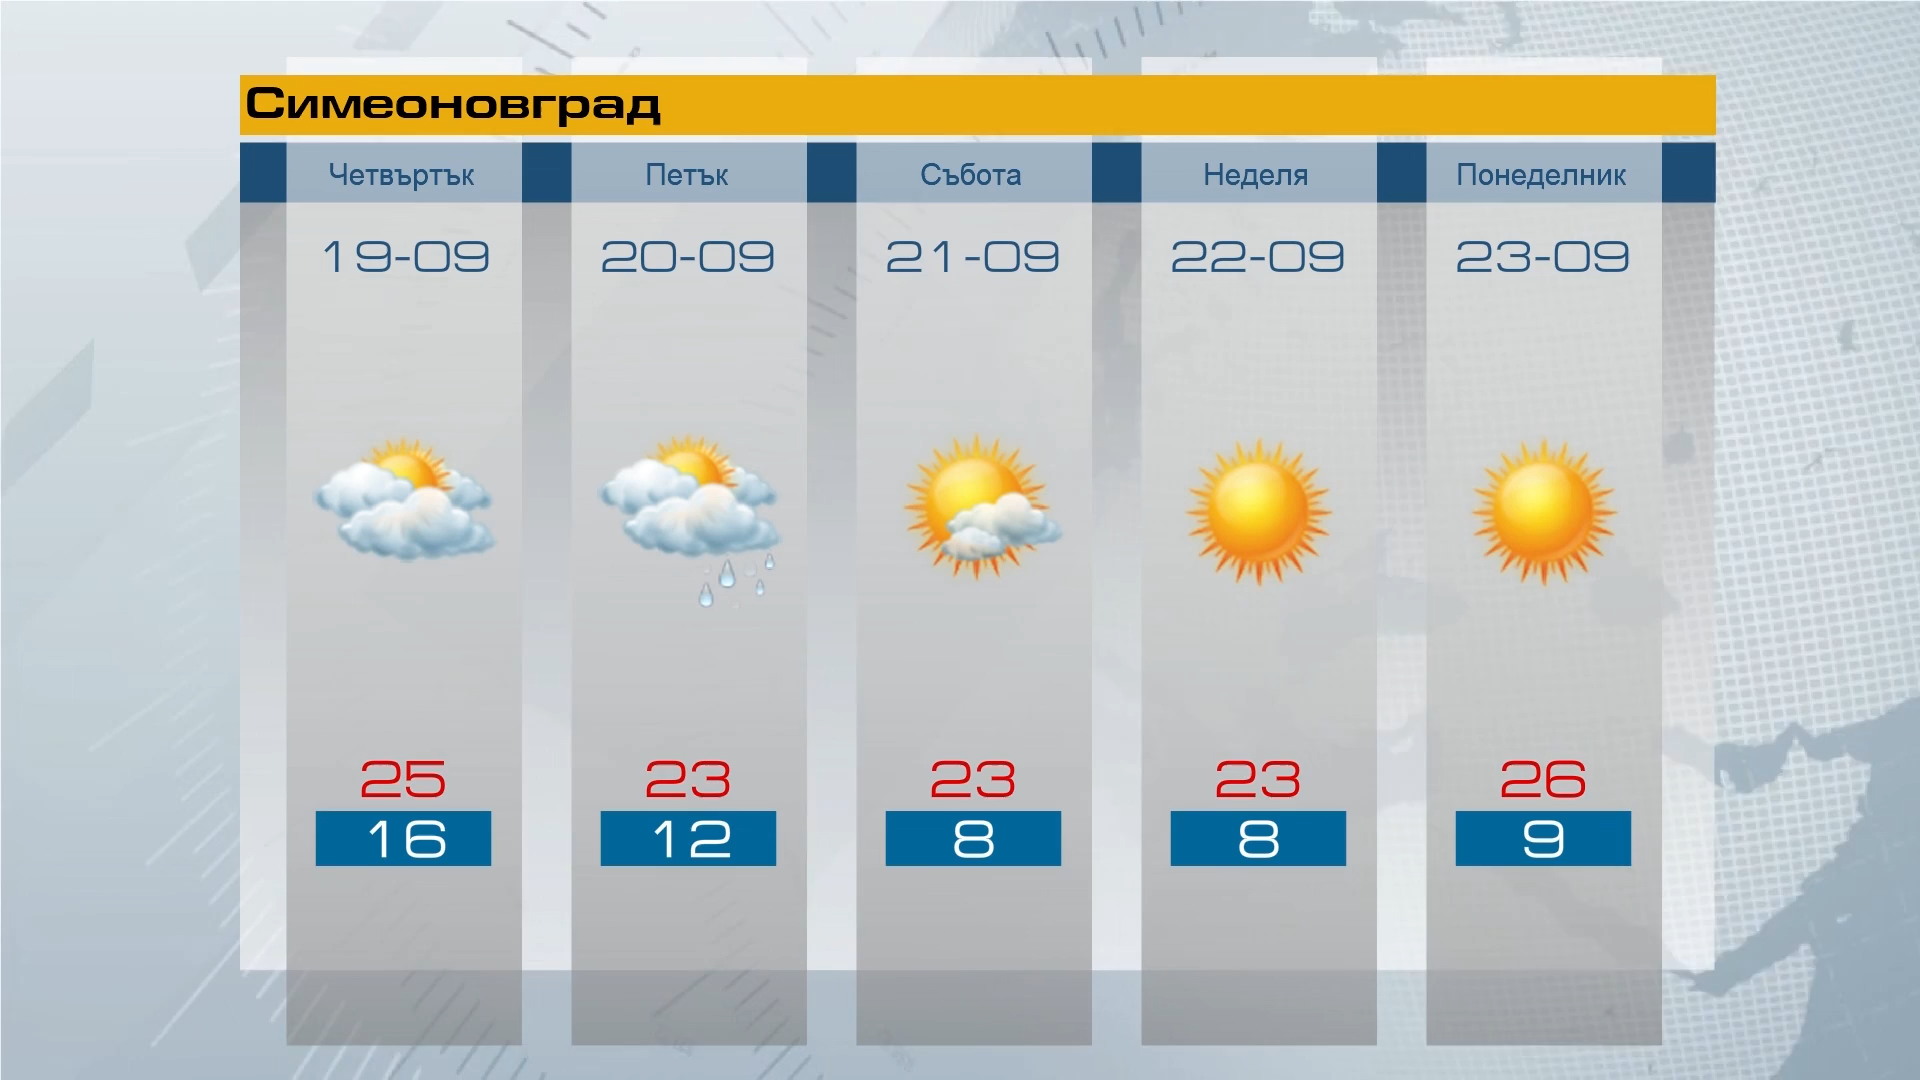 Симеоновград
Четвъртък Петък Събота Неделя Понеделник
19-09 20-09 21-09 22-09 23-09
25 23 23 23 26
16 12 8 8 9